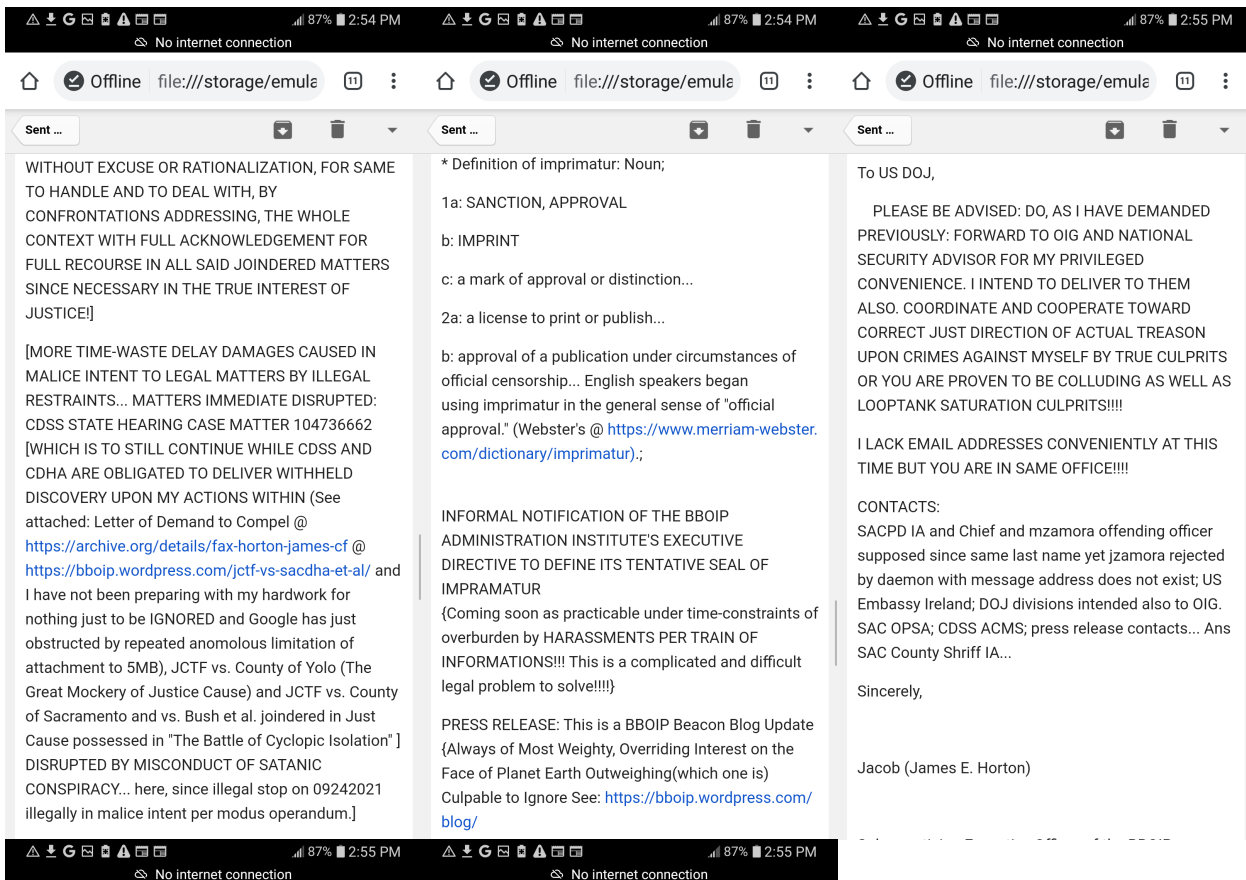 87% 2:54 PM
No internet connection
Offline file:///storage/emula 11
Sent ...
WITHOUT EXCUSE OR RATIONALIZATION, FOR SAME
TO HANDLE AND TO DEAL WITH, BY
CONFRONTATIONS ADDRESSING, THE WHOLE
CONTEXT WITH FULL ACKNOWLEDGEMENT FOR
FULL RECOURSE IN ALL SAID JOINDERED MATTERS
SINCE NECESSARY IN THE TRUE INTEREST OF
JUSTICE!]
[MORE TIME-WASTE DELAY DAMAGES CAUSED IN
MALICE INTENT TO LEGAL MATTERS BY ILLEGAL
RESTRAINTS... MATTERS IMMEDIATE DISRUPTED:
CDSS STATE HEARING CASE MATTER 104736662
[WHICH IS TO STILL CONTINUE WHILE CDSS AND
CDHA ARE OBLIGATED TO DELIVER WITHHELD
DISCOVERY UPON MY ACTIONS WITHIN (See
attached: Letter of Demand to Compel @
https://archive.org/details/fax-horton-james-cf @
https://bboip.wordpress.com/jctf-vs-sacdha-et-al/ and
I have not been preparing with my hardwork for
nothing just to be IGNORED and Google has just
obstructed by repeated anomolous limitation of
attachment to 5MB), JCTF vs. County of Yolo (The
Great Mockery of Justice Cause) and JCTF vs. County
of Sacramento and vs. Bush et al. joindered in Just
Cause possessed in "The Battle of Cyclopic Isolation" ]
DISRUPTED BY MISCONDUCT OF SATANIC
CONSPIRACY... here, since illegal stop on 09242021
illegally in malice intent per modus operandum.]
87% 2:54 PM
No internet connection
Offline file:///storage/emula 11
Sent ...
* Definition of imprimatur: Noun;
1a: SANCTION, APPROVAL
b: IMPRINT
c: a mark of approval or distinction...
2a: a license to print or publish...
b: approval of a publication under circumstances of
official censorship... English speakers began
using imprimatur in the general sense of "official
approval." (Webster's @ https://www.merriam-webster.
com/dictionary/imprimatur).;
INFORMAL NOTIFICATION OF THE BBOIP
ADMINISTRATION INSTITUTE'S EXECUTIVE
DIRECTIVE TO DEFINE ITS TENTATIVE SEAL OF
IMPRAMATUR
{Coming soon as practicable under time-constraints of
overburden by HARASSMENTS PER TRAIN OF
INFORMATIONS!!! This is a complicated and difficult
legal problem to solve!!!!}
PRESS RELEASE: This is a BBOIP Beacon Blog Update
{Always of Most Weighty, Overriding Interest on the
Face of Planet Earth Outweighing(which one is)
Culpable to Ignore See: https://bboip.wordpress.com/
blog/
87% 2:55 PM
No internet connection
Offline file:///storage/emula 11
Sent ...
To US DOJ,
PLEASE BE ADVISED: DO, AS I HAVE DEMANDED
PREVIOUSLY: FORWARD TO OIG AND NATIONAL
SECURITY ADVISOR FOR MY PRIVILEGED
CONVENIENCE. I INTEND TO DELIVER TO THEM
ALSO. COORDINATE AND COOPERATE TOWARD
CORRECT JUST DIRECTION OF ACTUAL TREASON
UPON CRIMES AGAINST MYSELF BY TRUE CULPRITS
OR YOU ARE PROVEN TO BE COLLUDING AS WELL AS
LOOPTANK SATURATION CULPRITS!!!!
I LACK EMAIL ADDRESSES CONVENIENTLY AT THIS
TIME BUT YOU ARE IN SAME OFFICE!!!!
CONTACTS:
SACPD IA and Chief and mzamora offending officer
supposed since same last name yet jzamora rejected
by daemon with message address does not exist; US
Embassy Ireland; DOJ divisions intended also to OIG.
SAC OPSA; CDSS ACMS; press release contacts... Ans
SAC County Shriff IA...
Sincerely,
Jacob (James E. Horton)
87% 2:55 PM
No internet connection
87% 2:55 PM
No internet connection